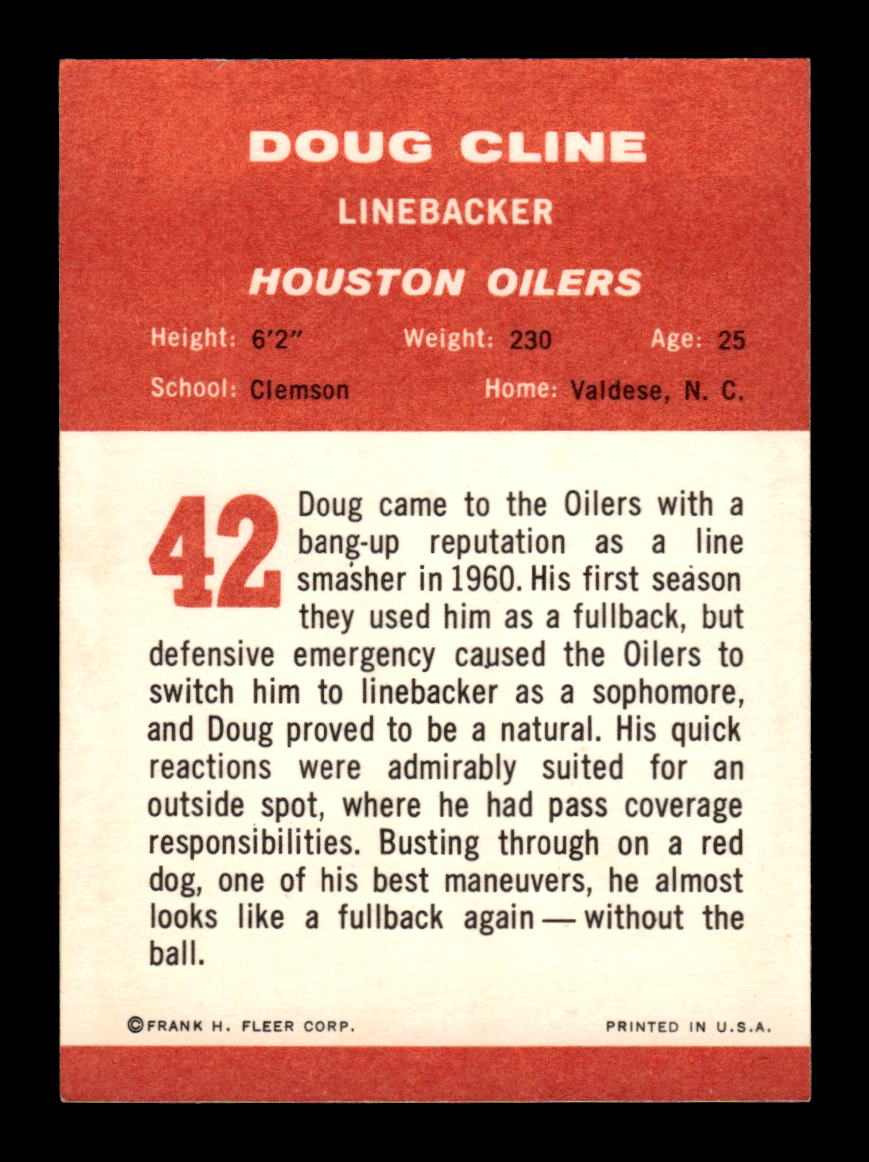 DOUG CLINE
LINEBACKER
HOUSTON OILERS
Height: 6'2" Weight: 230 Age: 25
School: Clemson Home: Valdese, N. C.
42
Doug came to the Oilers with a
bang-up reputation as a line
smasher in 1960. His first season
they used him as a fullback, but
defensive emergency caused the Oilers to
switch him to linebacker as a sophomore,
and Doug proved to be a natural. His quick
reactions were admirably suited for an
outside spot, where he had pass coverage
responsibilities. Busting through on a red
dog, one of his best maneuvers, he almost
looks like a fullback again — without the
ball.
©FRANK H. FLEER CORP. PRINTED IN U.S.A.